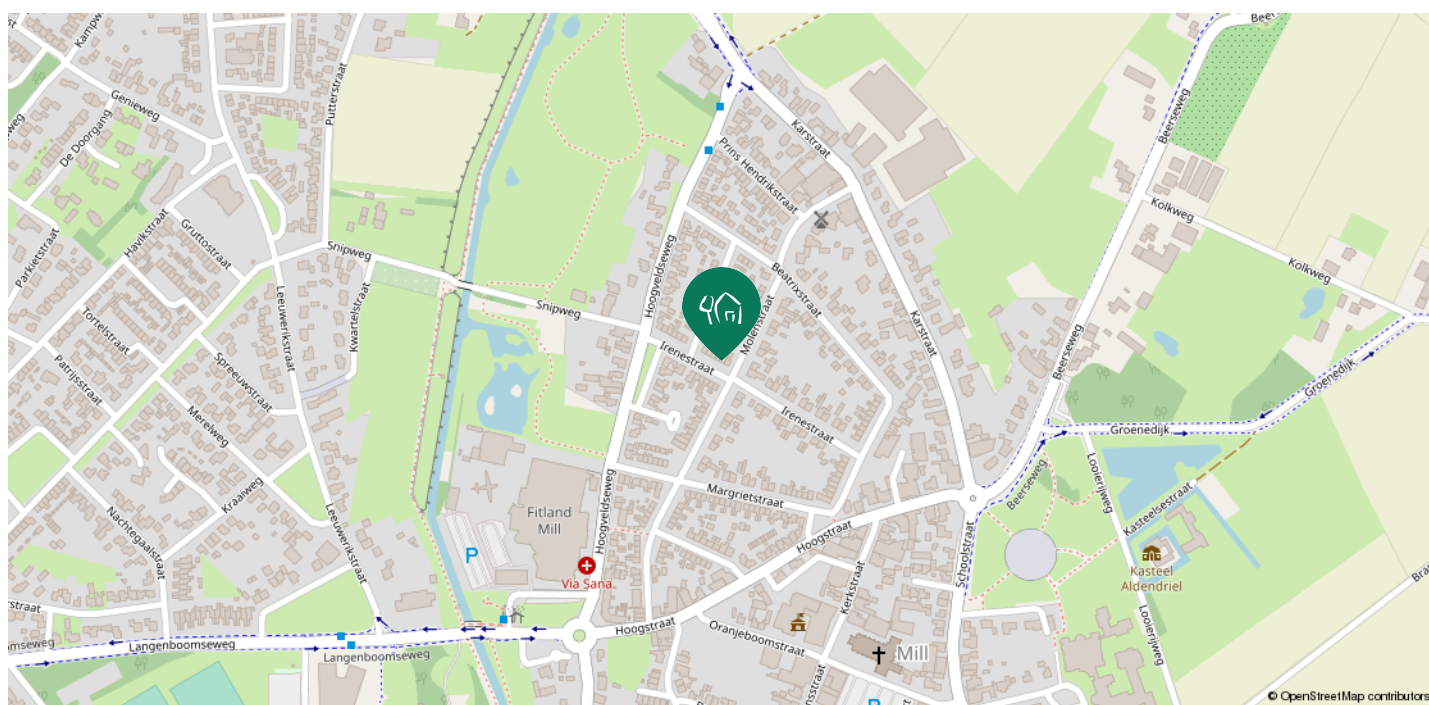 Beerseweg
Kampw
Genieweg
De Doorgang
Putterstraat
Karstraat
Prins Hendrikstraat
Beerseweg
Kolkweg
Kolkweg
Parkietstraat
Havikstraat
Gruttostraat
Snipweg
Snipweg
Hoogveldseweg
Beatrixstraat
Molenstraat
Karstraat
Beerseweg
Leeuwerikstraat
Kwartelstraat
Tortelstraat
Patrijsstraat
Spreeuwstraat
Merelweg
Irenestraat
Irenestraat
Groenedijk
Groenedijk
Looierijweg
Beerseweg
Kasteelsestraat
Kraaiweg
Nachtegaalstraat
Leeuwerikstraat
Fitland
Mill
P
Hoogveldseweg
Margrietstraat
Hoogstraat
Via Sana
Kerkstraat
Schoolstraat
Kasteel
Aldendriel
Looierijweg
Hoogstraat
Oranjeboomstraat
Mill
Langenboomseweg
Langenboomseweg
P
© OpenStreetMap contributors